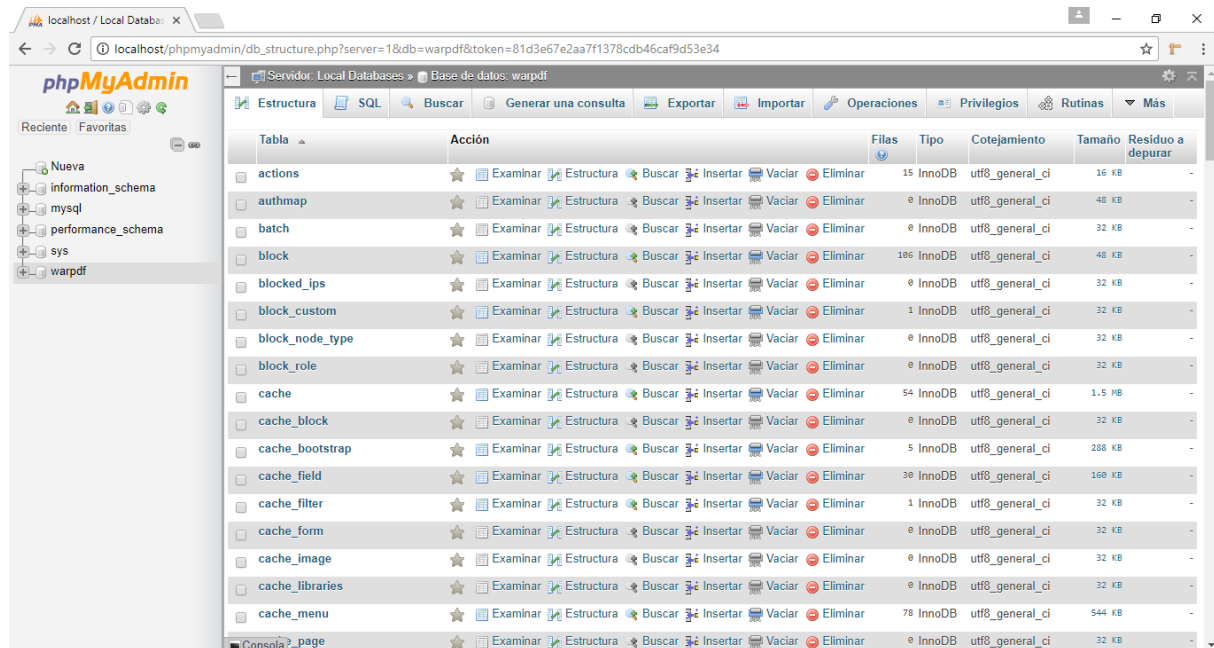 localhost / Local Databas
localhost/phpmyadmin/db_structure.php?server=1&db=warpdf&token=81d3e67e2aa7f1378cdb46caf9d53e34
phpMyAdmin
Reciente Favoritas
Nueva
information_schema
mysql
performance_schema
sys
warpdf
Servidor: Local Databases » Base de datos: warpdf
Estructura SQL Buscar Generar una consulta Exportar Importar Operaciones Privilegios Rutinas Más
Tabla Acción Filas Tipo Cotejamiento Tamaño Residuo a depurar
actions Examinar Estructura Buscar Insertar Vaciar Eliminar 15 InnoDB utf8_general_ci 16 KB -
authmap Examinar Estructura Buscar Insertar Vaciar Eliminar 0 InnoDB utf8_general_ci 48 KB -
batch Examinar Estructura Buscar Insertar Vaciar Eliminar 0 InnoDB utf8_general_ci 32 KB -
block Examinar Estructura Buscar Insertar Vaciar Eliminar 106 InnoDB utf8_general_ci 48 KB -
blocked_ips Examinar Estructura Buscar Insertar Vaciar Eliminar 0 InnoDB utf8_general_ci 32 KB -
block_custom Examinar Estructura Buscar Insertar Vaciar Eliminar 1 InnoDB utf8_general_ci 32 KB -
block_node_type Examinar Estructura Buscar Insertar Vaciar Eliminar 0 InnoDB utf8_general_ci 32 KB -
block_role Examinar Estructura Buscar Insertar Vaciar Eliminar 0 InnoDB utf8_general_ci 32 KB -
cache Examinar Estructura Buscar Insertar Vaciar Eliminar 54 InnoDB utf8_general_ci 1.5 MB -
cache_block Examinar Estructura Buscar Insertar Vaciar Eliminar 0 InnoDB utf8_general_ci 32 KB -
cache_bootstrap Examinar Estructura Buscar Insertar Vaciar Eliminar 5 InnoDB utf8_general_ci 288 KB -
cache_field Examinar Estructura Buscar Insertar Vaciar Eliminar 30 InnoDB utf8_general_ci 160 KB -
cache_filter Examinar Estructura Buscar Insertar Vaciar Eliminar 1 InnoDB utf8_general_ci 32 KB -
cache_form Examinar Estructura Buscar Insertar Vaciar Eliminar 0 InnoDB utf8_general_ci 32 KB -
cache_image Examinar Estructura Buscar Insertar Vaciar Eliminar 0 InnoDB utf8_general_ci 32 KB -
cache_libraries Examinar Estructura Buscar Insertar Vaciar Eliminar 0 InnoDB utf8_general_ci 32 KB -
cache_menu Examinar Estructura Buscar Insertar Vaciar Eliminar 78 InnoDB utf8_general_ci 544 KB -
e_page Examinar Estructura Buscar Insertar Vaciar Eliminar 0 InnoDB utf8_general_ci 32 KB -
Consola